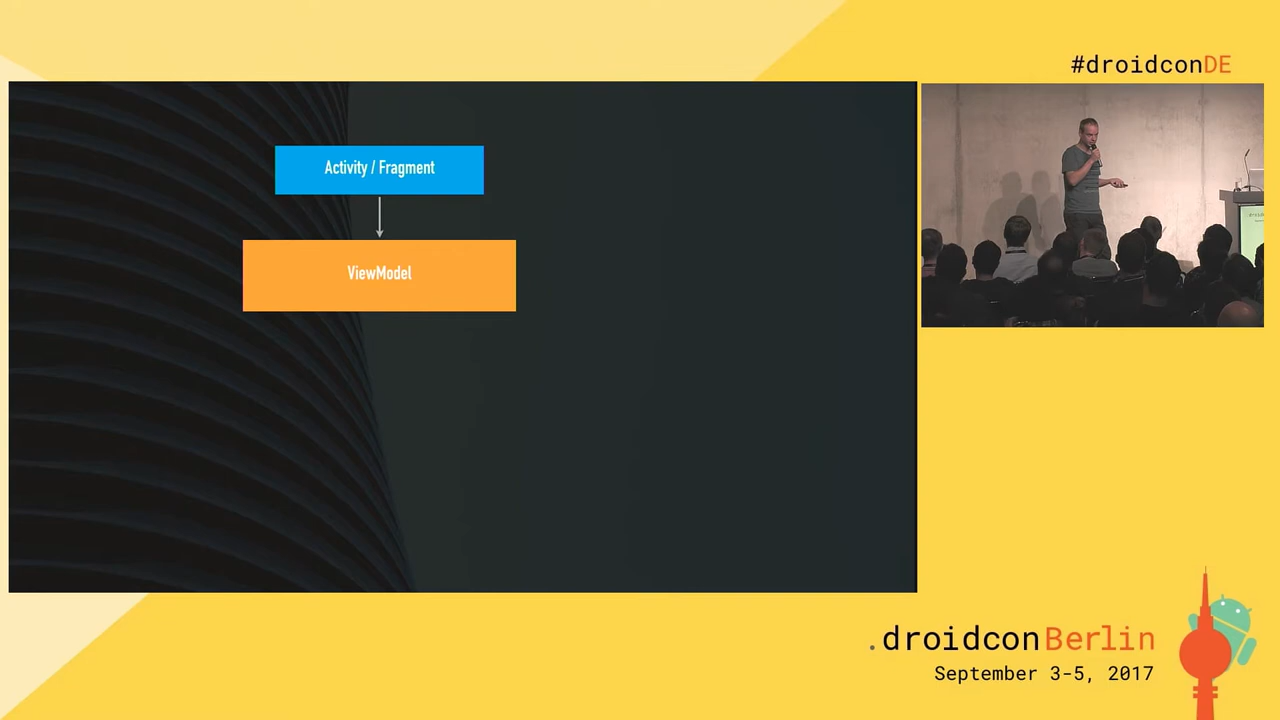 #droidconDE
Activity / Fragment
ViewModel
.droidconBerlin
September 3-5, 2017